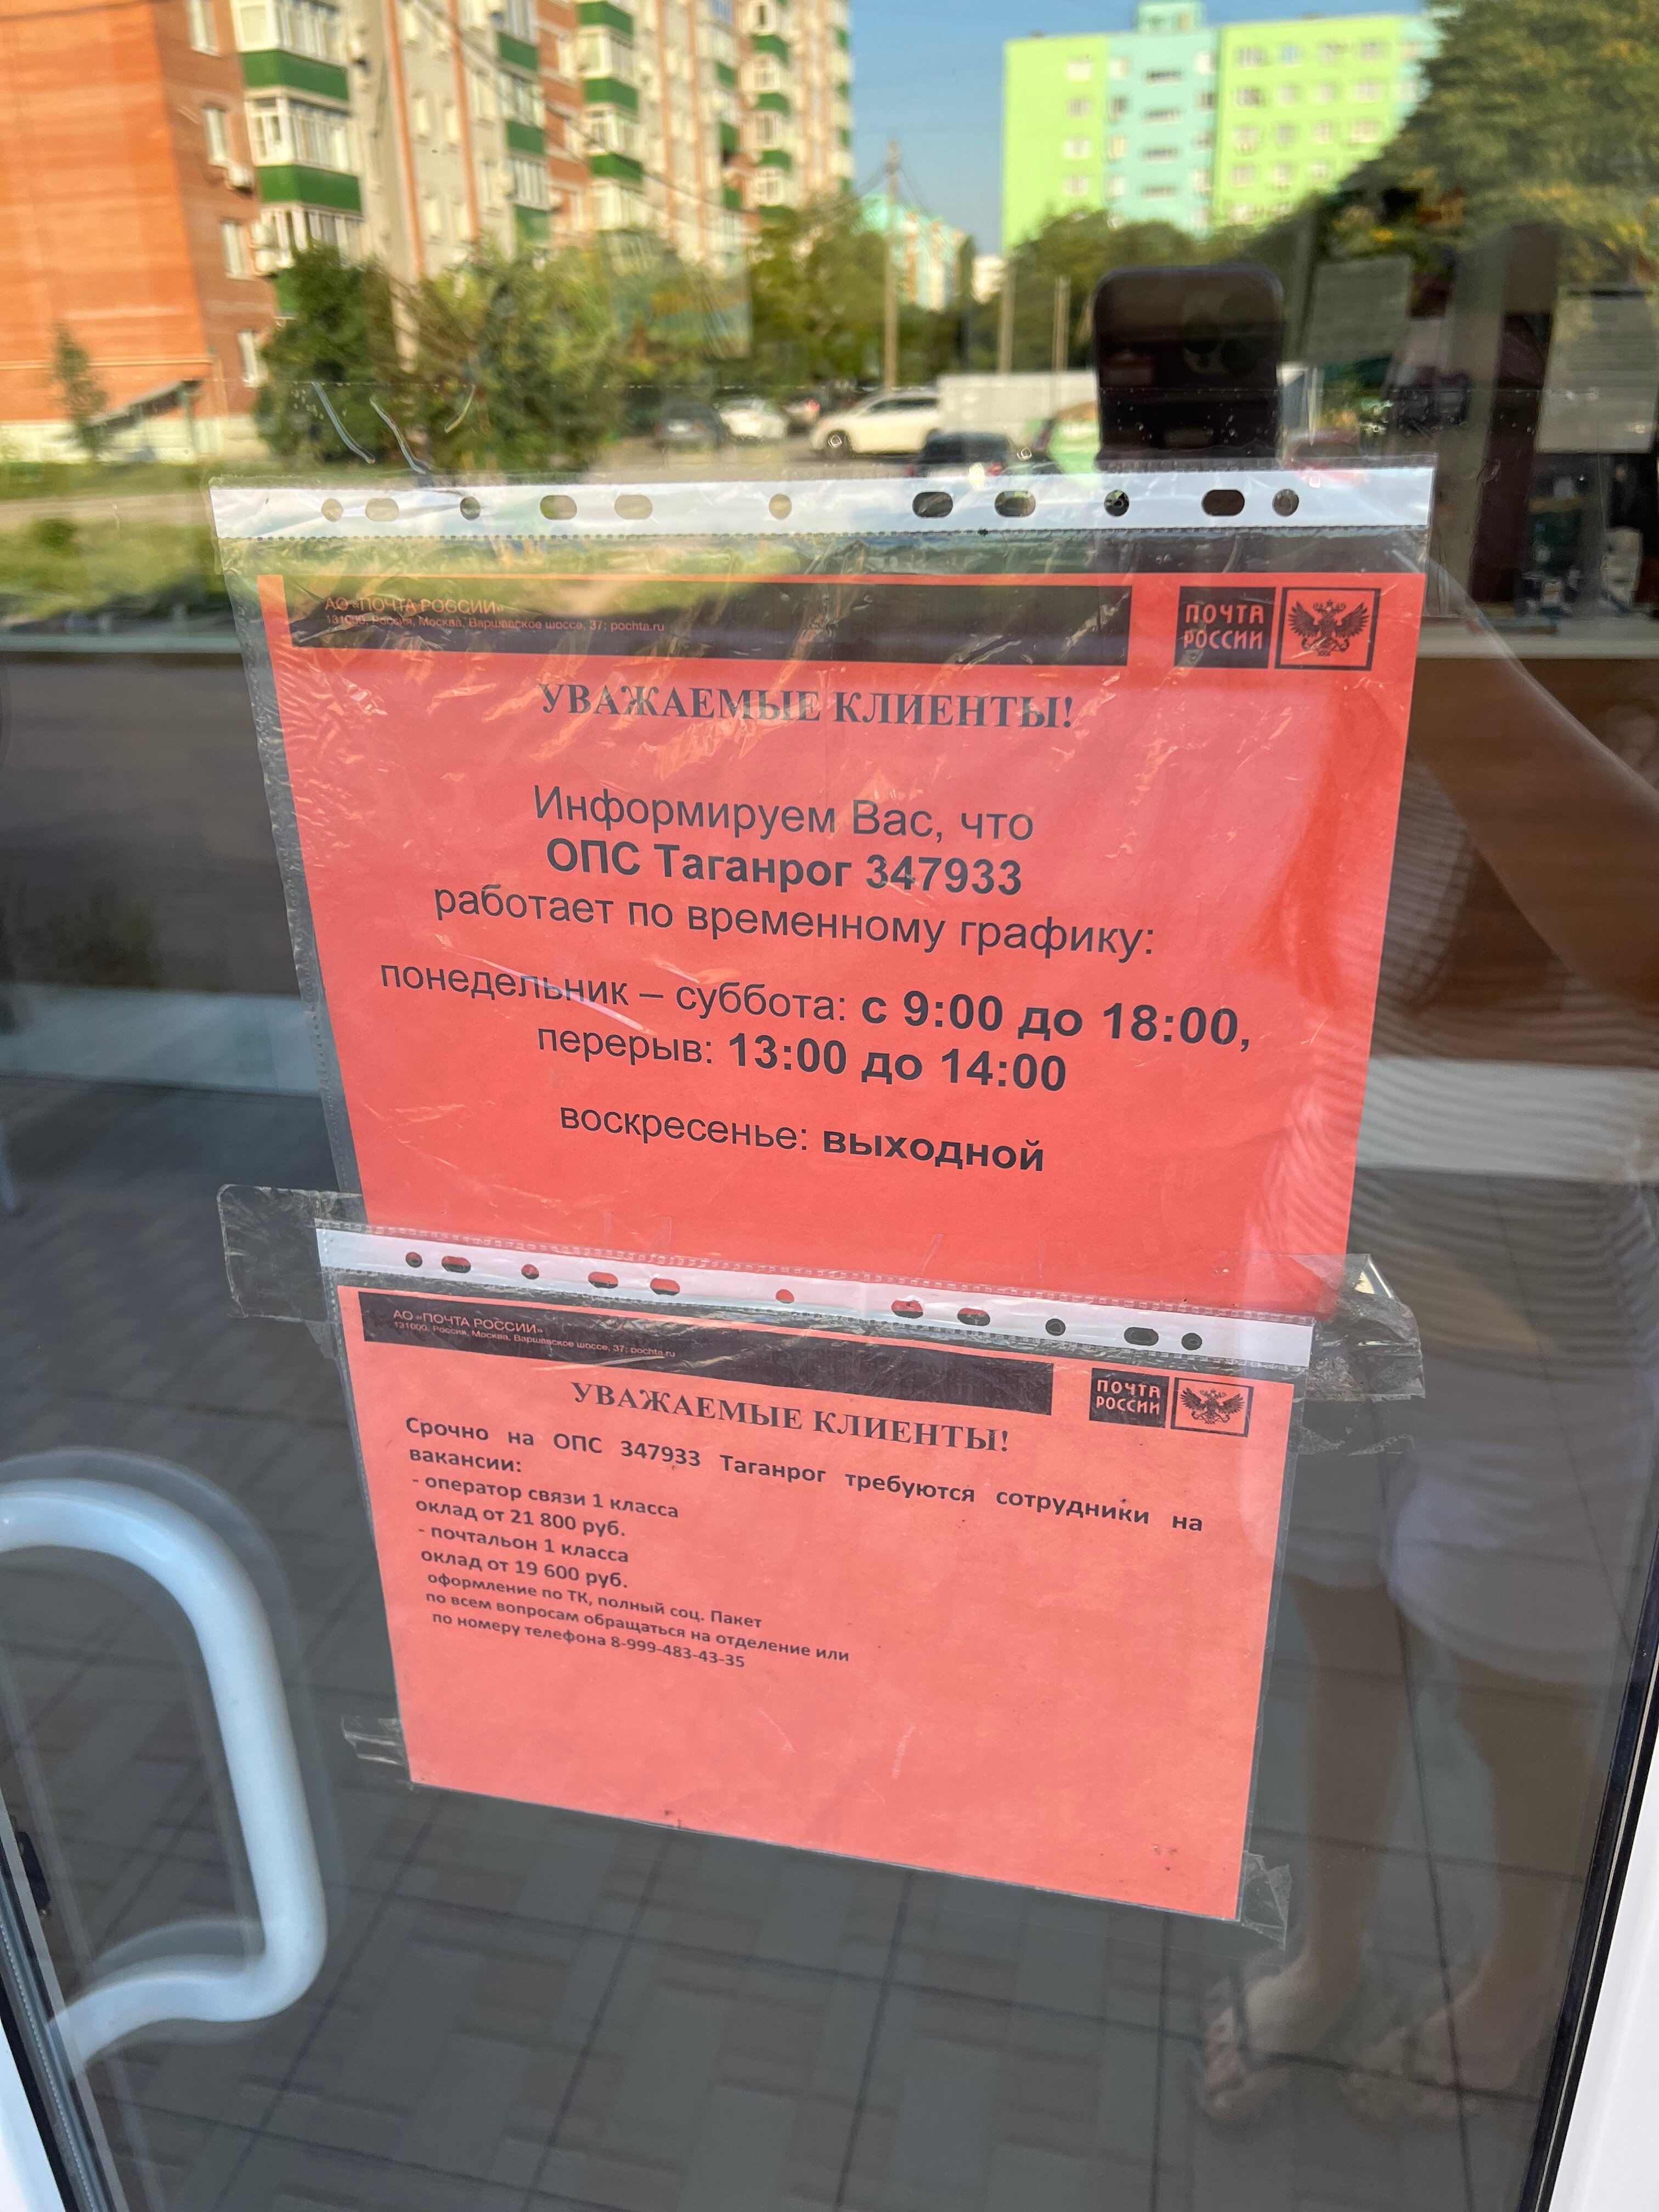 АО «ПОЧТА РОССИИ»
131000, Россия, Москва, Варшавское шоссе, 37; pochta.ru
ПОЧТА
РОССИИ
УВАЖАЕМЫЕ КЛИЕНТЫ!
Информируем Вас, что
ОПС Таганрог 347933
работает по временному графику:
понедельник – суббота: с 9:00 до 18:00,
перерыв: 13:00 до 14:00
воскресенье: выходной
АО «ПОЧТА РОССИИ»
131000, Россия, Москва, Варшавское шоссе, 37; pochta.ru
ПОЧТА
РОССИИ
УВАЖАЕМЫЕ КЛИЕНТЫ!
Срочно на ОПС 347933 Таганрог требуются сотрудники на
вакансии:
- оператор связи 1 класса
оклад от 21 800 руб.
- почтальон 1 класса
оклад от 19 600 руб.
оформление по ТК, полный соц. Пакет
по всем вопросам обращаться на отделение или
по номеру телефона 8-999-483-43-35